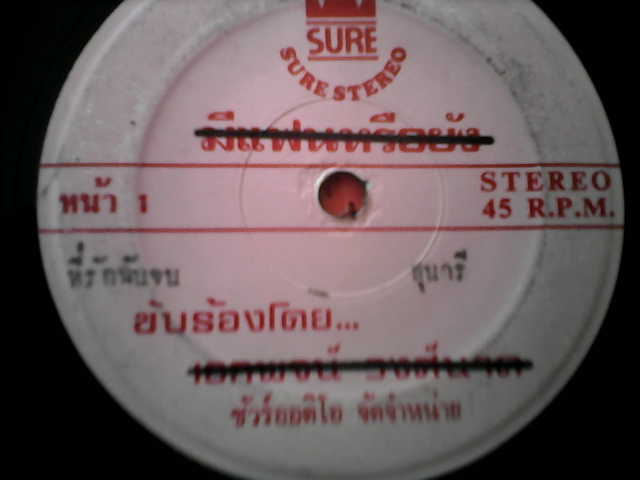 SURE
SURE STEREO
มีแฟนหรือยัง
หน้า 1
STEREO
45 R.P.M.
ที่รักฉันจน
สุนารี
ขับร้องโดย...
เอกพจน์ วงศ์นาค
ชัวร์ออดิโอ จัดจำหน่าย